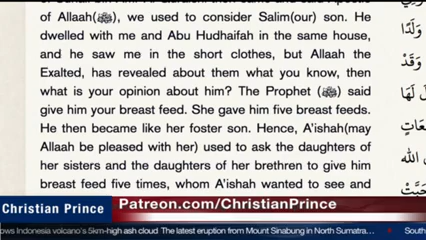 of Allaah(ﷺ), we used to consider Salim(our) son. He
dwelled with me and Abu Hudhaifah in the same house,
and he saw me in the short clothes, but Allaah the
Exalted, has revealed about them what you know, then
what is your opinion about him? The Prophet (ﷺ) said
give him your breast feed. She gave him five breast feeds.
He then became like her foster son. Hence, A'ishah(may
Allaah be pleased with her) used to ask the daughters of
her sisters and the daughters of her brethren to give him
breast feed five times, whom A'ishah wanted to see and
وَلَدًا
وَقَدْ
Christian Prince
Patreon.com/ChristianPrince
ows Indonesia volcano's 5km-high ash cloud The latest eruption from Mount Sinabung in North Sumatra... South